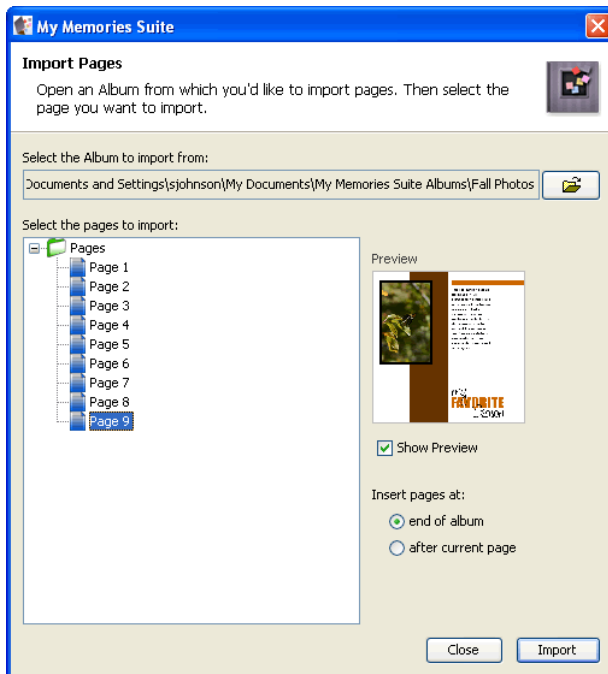 My Memories Suite
Import Pages
Open an Album from which you'd like to import pages. Then select the
page you want to import.
Select the Album to import from:
Documents and Settings\sjohnson\My Documents\My Memories Suite Albums\Fall Photos
Select the pages to import:
Pages
Page 1
Page 2
Page 3
Page 4
Page 5
Page 6
Page 7
Page 8
Page 9
Preview
my
FAVORITE
season
Show Preview
Insert pages at:
end of album
after current page
Close
Import